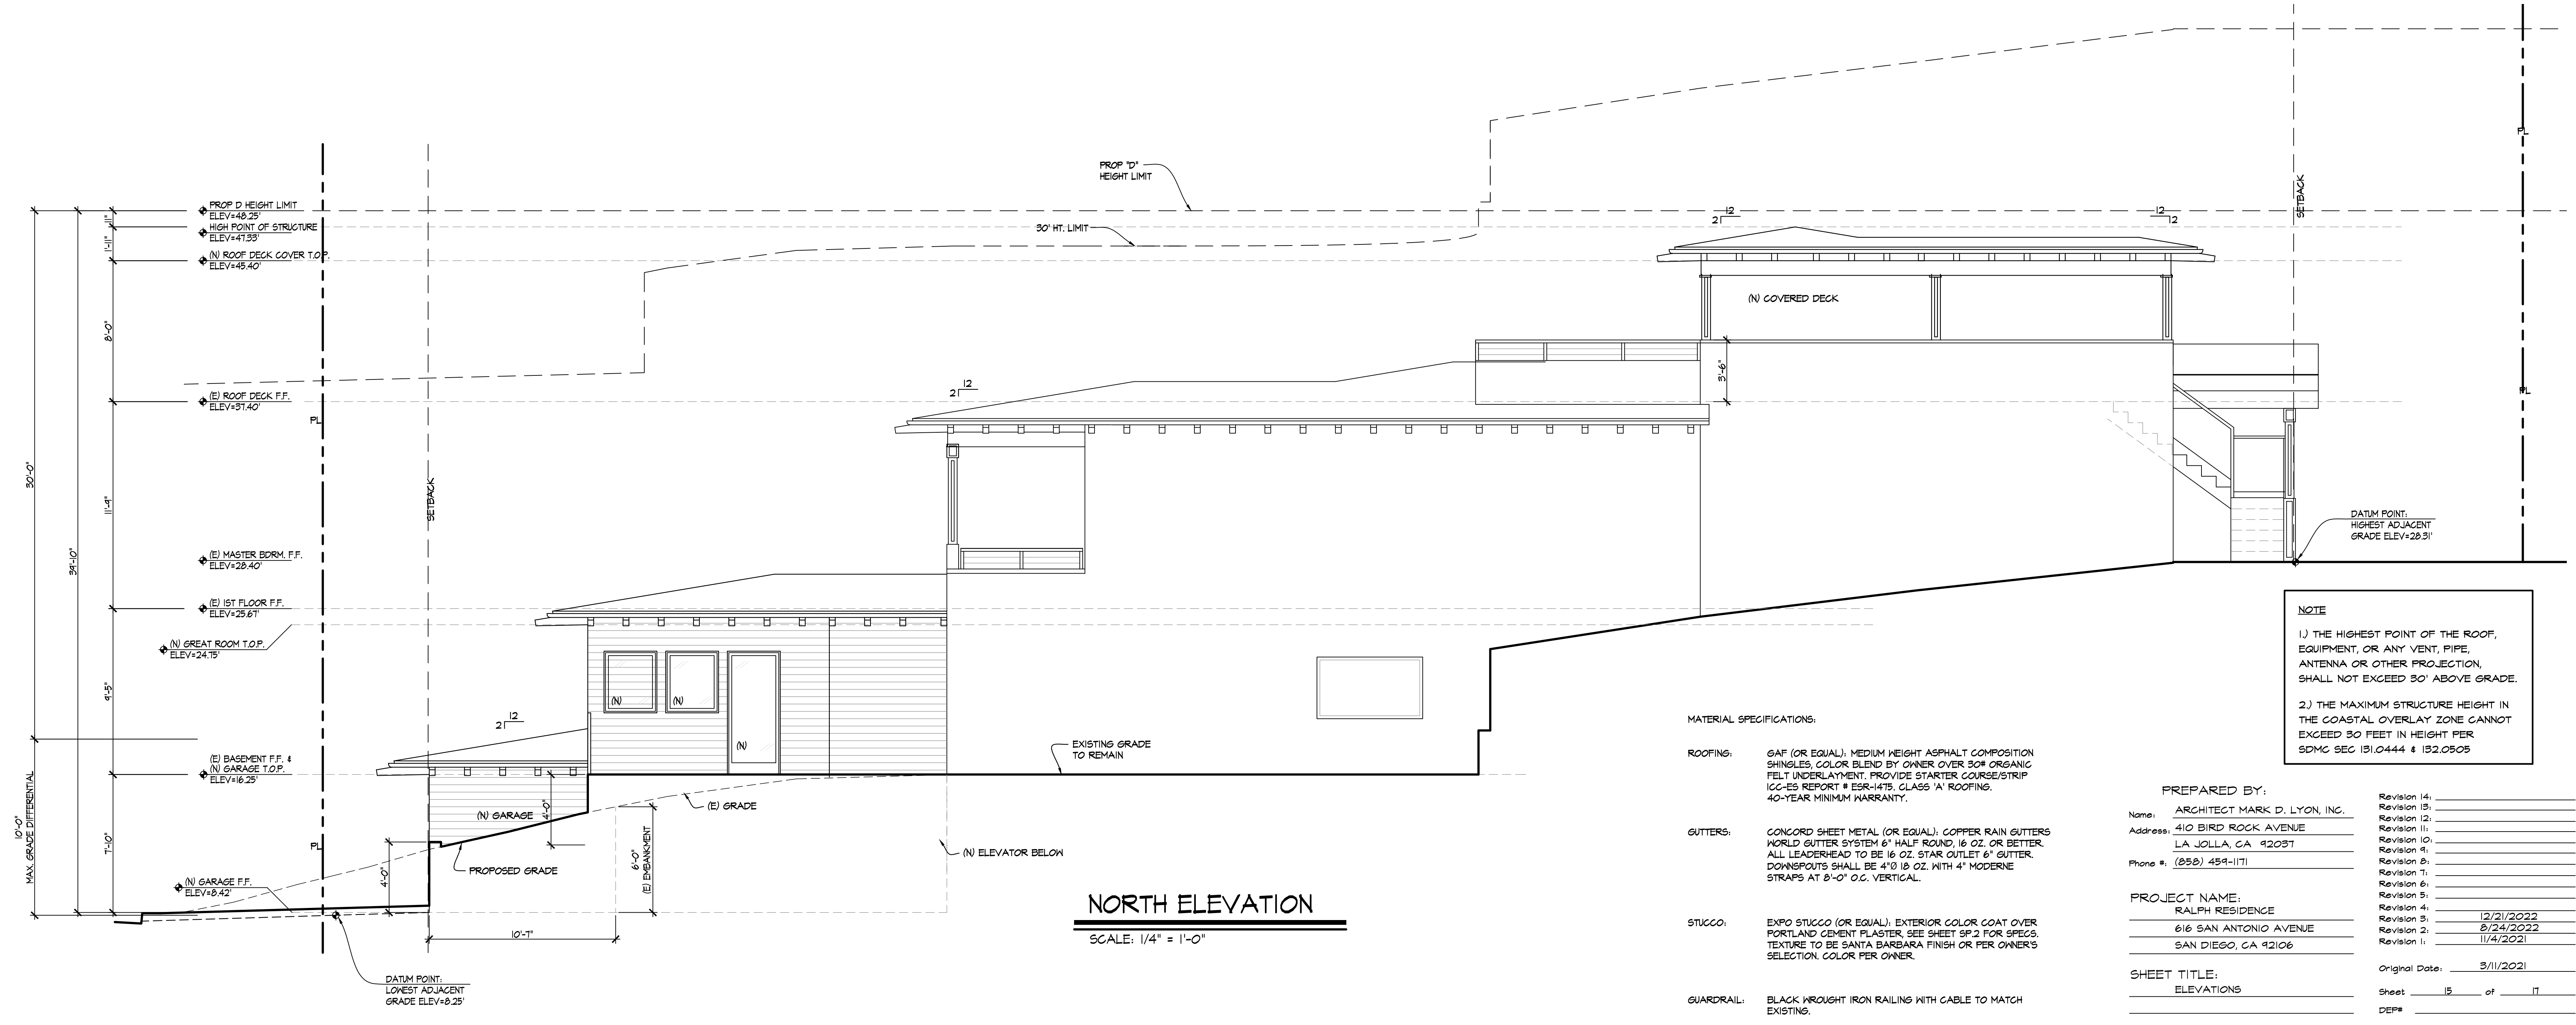 PROP "D"
HEIGHT LIMIT
30' HT. LIMIT
PL
SETBACK
PROP D HEIGHT LIMIT
ELEV=48.25'
HIGH POINT OF STRUCTURE
ELEV=47.33'
(N) ROOF DECK COVER T.O.P.
ELEV=45.40'
(E) ROOF DECK F.F.
ELEV=37.40'
(E) MASTER BDRM. F.F.
ELEV=28.40'
(E) 1ST FLOOR F.F.
ELEV=25.67'
(N) GREAT ROOM T.O.P.
ELEV=24.75'
(E) BASEMENT F.F. &
(N) GARAGE T.O.P.
ELEV=16.25'
(N) GARAGE F.F.
ELEV=8.42'
11"
1'-11"
8'-0"
11'-9"
9'-5"
7'-10"
39'-10"
30'-0"
10'-0"
MAX. GRADE DIFFERENTIAL
PL
PL
SETBACK
12
2
12
2
12
2
12
2
(N) COVERED DECK
3'-6"
PL
DATUM POINT:
HIGHEST ADJACENT
GRADE ELEV=28.31'
(N)
(N)
(N)
EXISTING GRADE
TO REMAIN
(E) GRADE
(N) GARAGE
4'-0"
PROPOSED GRADE
4'-0"
6'-0"
(E) EMBANKMENT
(N) ELEVATOR BELOW
10'-7"
DATUM POINT:
LOWEST ADJACENT
GRADE ELEV=8.25'
NORTH ELEVATION
SCALE: 1/4" = 1'-0"
MATERIAL SPECIFICATIONS:
ROOFING: GAF (OR EQUAL): MEDIUM WEIGHT ASPHALT COMPOSITION
SHINGLES, COLOR BLEND BY OWNER OVER 30# ORGANIC
FELT UNDERLAYMENT. PROVIDE STARTER COURSE/STRIP
ICC-ES REPORT # ESR-1475. CLASS 'A' ROOFING.
40-YEAR MINIMUM WARRANTY.
GUTTERS: CONCORD SHEET METAL (OR EQUAL): COPPER RAIN GUTTERS
WORLD GUTTER SYSTEM 6" HALF ROUND, 16 OZ. OR BETTER.
ALL LEADERHEAD TO BE 16 OZ. STAR OUTLET 6" GUTTER.
DOWNSPOUTS SHALL BE 4"Ø 18 OZ. WITH 4" MODERNE
STRAPS AT 8'-0" O.C. VERTICAL.
STUCCO: EXPO STUCCO (OR EQUAL): EXTERIOR COLOR COAT OVER
PORTLAND CEMENT PLASTER, SEE SHEET SP.2 FOR SPECS.
TEXTURE TO BE SANTA BARBARA FINISH OR PER OWNER'S
SELECTION. COLOR PER OWNER.
GUARDRAIL: BLACK WROUGHT IRON RAILING WITH CABLE TO MATCH
EXISTING.
NOTE
1.) THE HIGHEST POINT OF THE ROOF,
EQUIPMENT, OR ANY VENT, PIPE,
ANTENNA OR OTHER PROJECTION,
SHALL NOT EXCEED 30' ABOVE GRADE.
2.) THE MAXIMUM STRUCTURE HEIGHT IN
THE COASTAL OVERLAY ZONE CANNOT
EXCEED 30 FEET IN HEIGHT PER
SDMC SEC 131.0444 & 132.0505
PREPARED BY:
Name: ARCHITECT MARK D. LYON, INC.
Address: 410 BIRD ROCK AVENUE
LA JOLLA, CA 92037
Phone #: (858) 459-1171
PROJECT NAME:
RALPH RESIDENCE
616 SAN ANTONIO AVENUE
SAN DIEGO, CA 92106
SHEET TITLE:
ELEVATIONS
Revision 14:
Revision 13:
Revision 12:
Revision 11:
Revision 10:
Revision 9:
Revision 8:
Revision 7:
Revision 6:
Revision 5:
Revision 4:
Revision 3: 12/21/2022
Revision 2: 8/24/2022
Revision 1: 11/4/2021
Original Date: 3/11/2021
Sheet 15 of 17
DEP#